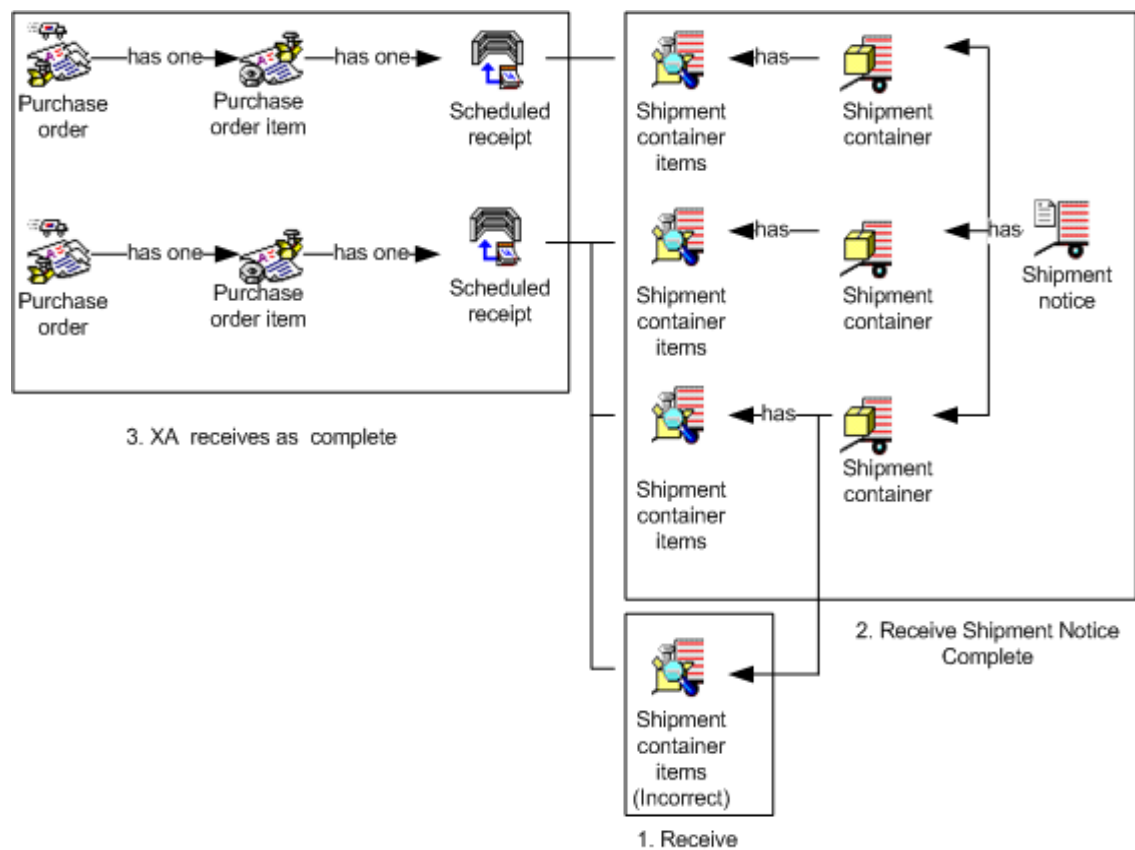 has one
has one
Purchase
order
Purchase
order item
Scheduled
receipt
has one
has one
Purchase
order
Purchase
order item
Scheduled
receipt
3. XA receives as complete
has
Shipment
container
items
Shipment
container
has
has
Shipment
container
items
Shipment
container
Shipment
notice
has
Shipment
container
items
Shipment
container
2. Receive Shipment Notice
Complete
Shipment
container
items
(Incorrect)
1. Receive